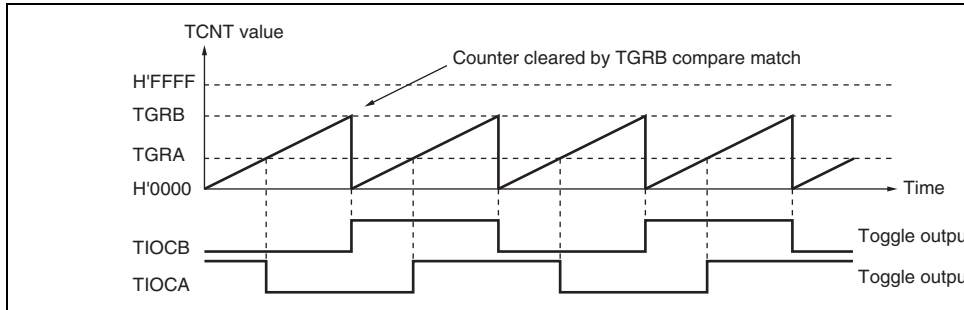 TCNT value
Counter cleared by TGRB compare match
H'FFFF
TGRB
TGRA
H'0000
Time
TIOCB
Toggle outpu
TIOCA
Toggle outpu